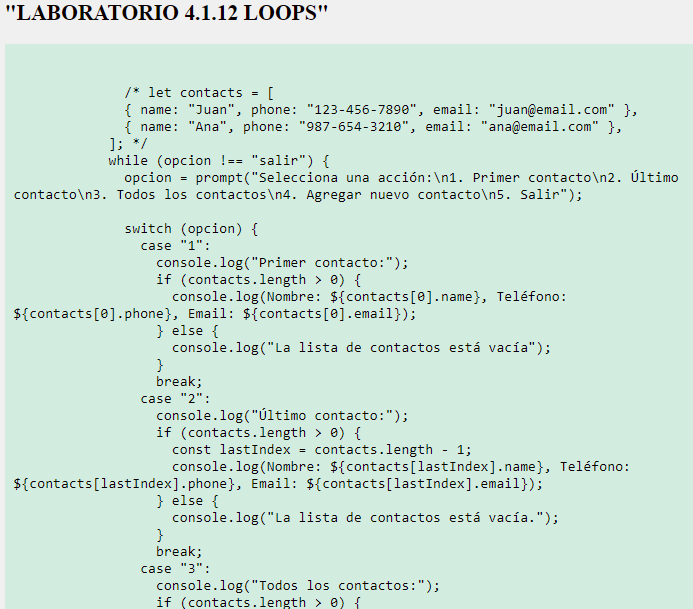 "LABORATORIO 4.1.12 LOOPS"
/* let contacts = [
{ name: "Juan", phone: "123-456-7890", email: "juan@email.com" },
{ name: "Ana", phone: "987-654-3210", email: "ana@email.com" },
]; */
while (opcion !== "salir") {
opcion = prompt("Selecciona una acción:\n1. Primer contacto\n2. Último
contacto\n3. Todos los contactos\n4. Agregar nuevo contacto\n5. Salir");
switch (opcion) {
case "1":
console.log("Primer contacto:");
if (contacts.length > 0) {
console.log(Nombre: ${contacts[0].name}, Teléfono:
${contacts[0].phone}, Email: ${contacts[0].email});
} else {
console.log("La lista de contactos está vacía");
}
break;
case "2":
console.log("Último contacto:");
if (contacts.length > 0) {
const lastIndex = contacts.length - 1;
console.log(Nombre: ${contacts[lastIndex].name}, Teléfono:
${contacts[lastIndex].phone}, Email: ${contacts[lastIndex].email});
} else {
console.log("La lista de contactos está vacía.");
}
break;
case "3":
console.log("Todos los contactos:");
if (contacts.length > 0) {